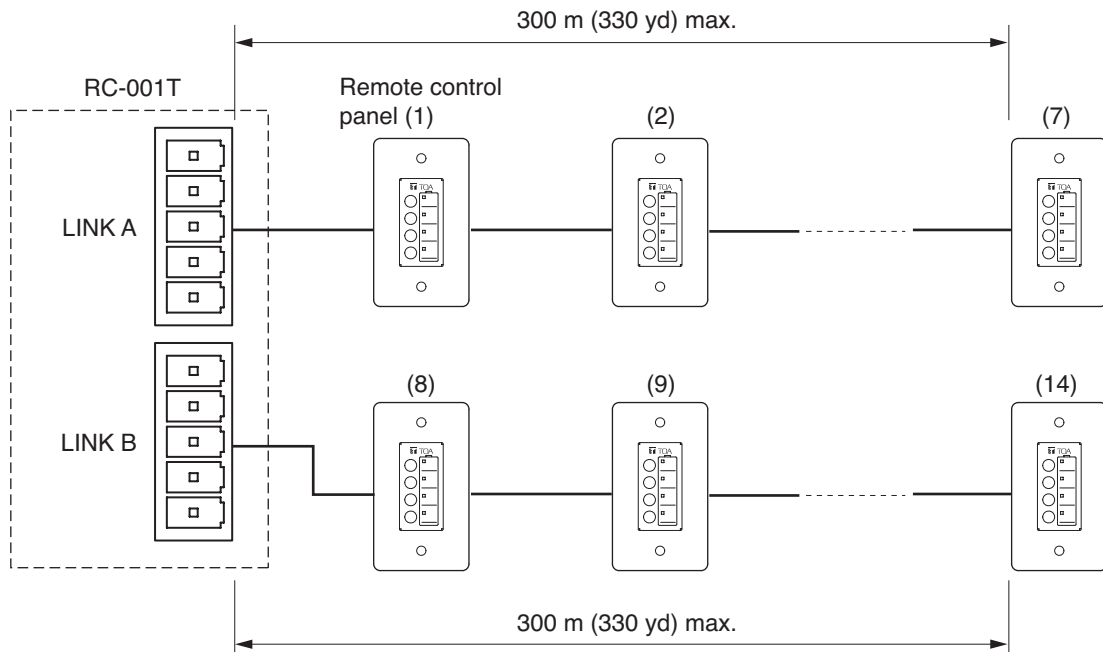 300 m (330 yd) max.
RC-001T
Remote control
panel (1)
(2)
(7)
TOA
TOA
TOA
LINK A
(8)
(9)
(14)
LINK B
TOA
TOA
TOA
300 m (330 yd) max.